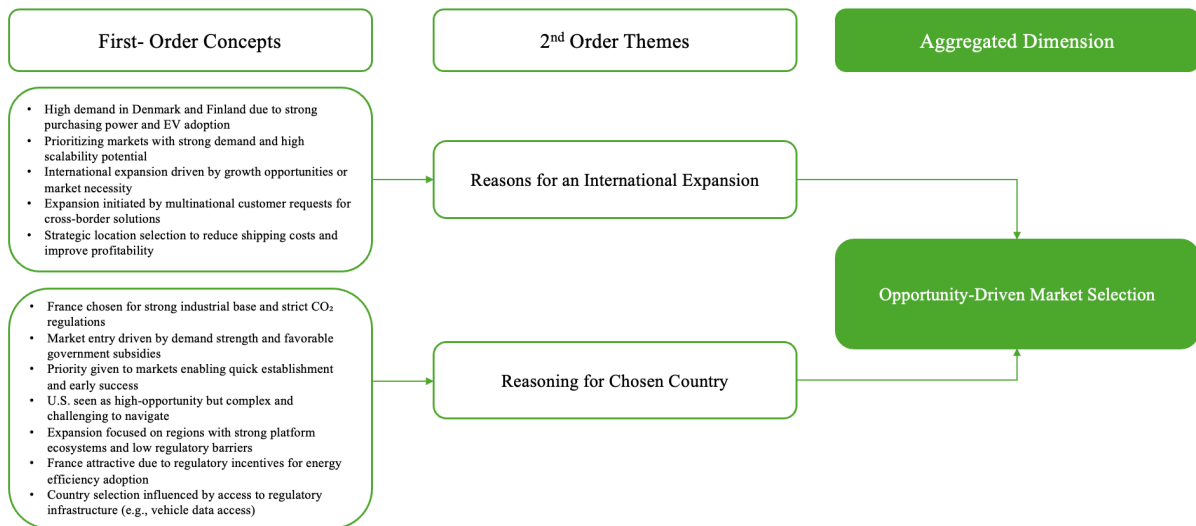 First- Order Concepts
2nd Order Themes
Aggregated Dimension
• High demand in Denmark and Finland due to strong
purchasing power and EV adoption
• Prioritizing markets with strong demand and high
scalability potential
• International expansion driven by growth opportunities or
market necessity
• Expansion initiated by multinational customer requests for
cross-border solutions
• Strategic location selection to reduce shipping costs and
improve profitability
Reasons for an International Expansion
Opportunity-Driven Market Selection
• France chosen for strong industrial base and strict CO₂
regulations
• Market entry driven by demand strength and favorable
government subsidies
• Priority given to markets enabling quick establishment
and early success
• U.S. seen as high-opportunity but complex and
challenging to navigate
• Expansion focused on regions with strong platform
ecosystems and low regulatory barriers
• France attractive due to regulatory incentives for energy
efficiency adoption
• Country selection influenced by access to regulatory
infrastructure (e.g., vehicle data access)
Reasoning for Chosen Country